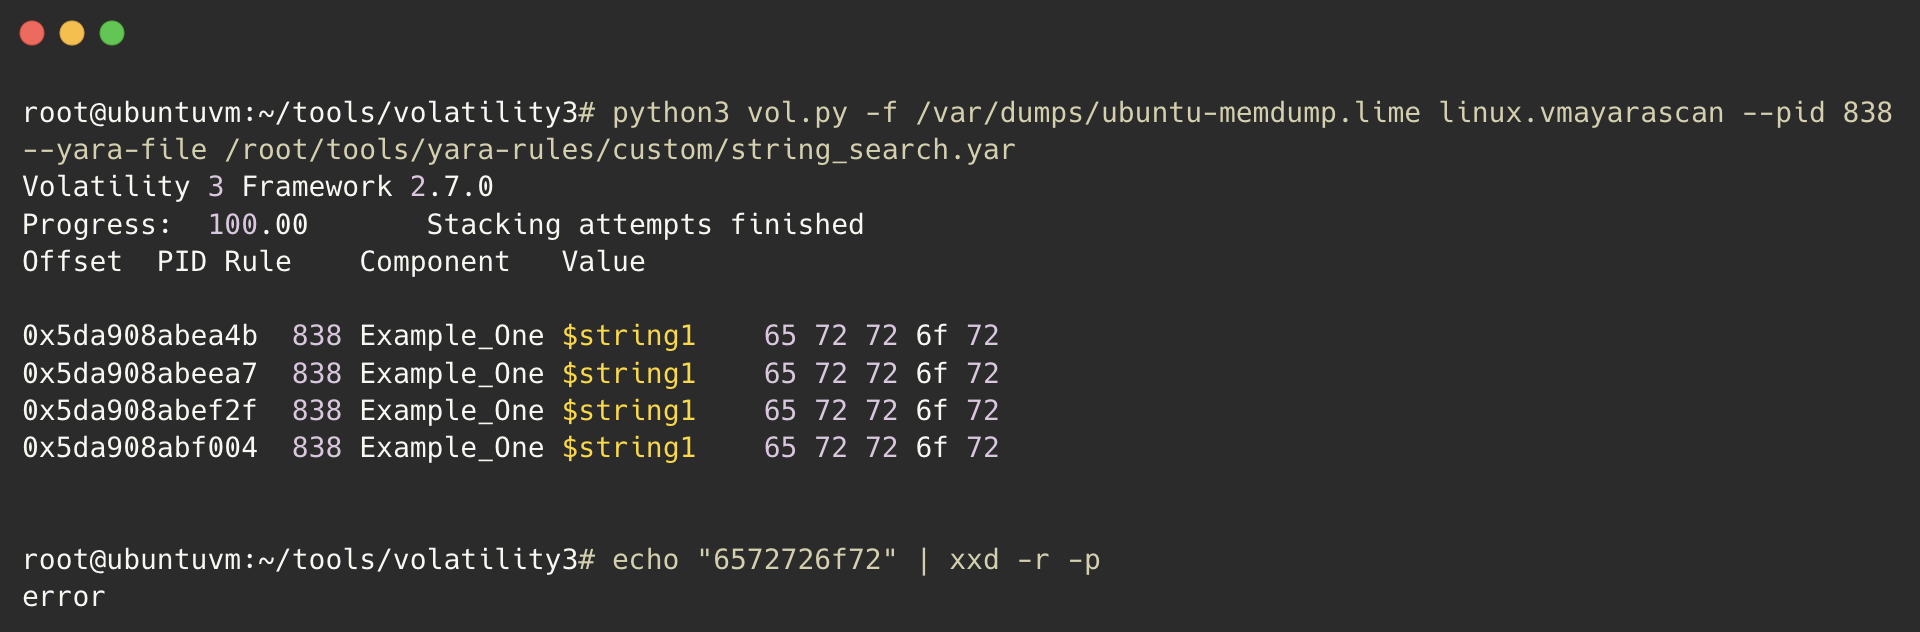 root@ubuntuvm:~/tools/volatility3# python3 vol.py -f /var/dumps/ubuntu-memdump.lime linux.vmayarascan --pid 838
--yara-file /root/tools/yara-rules/custom/string_search.yar
Volatility 3 Framework 2.7.0
Progress:  100.00       Stacking attempts finished
Offset  PID Rule    Component   Value
0x5da908abea4b  838 Example_One $string1    65 72 72 6f 72
0x5da908abeea7  838 Example_One $string1    65 72 72 6f 72
0x5da908abef2f  838 Example_One $string1    65 72 72 6f 72
0x5da908abf004  838 Example_One $string1    65 72 72 6f 72
root@ubuntuvm:~/tools/volatility3# echo "6572726f72" | xxd -r -p
error